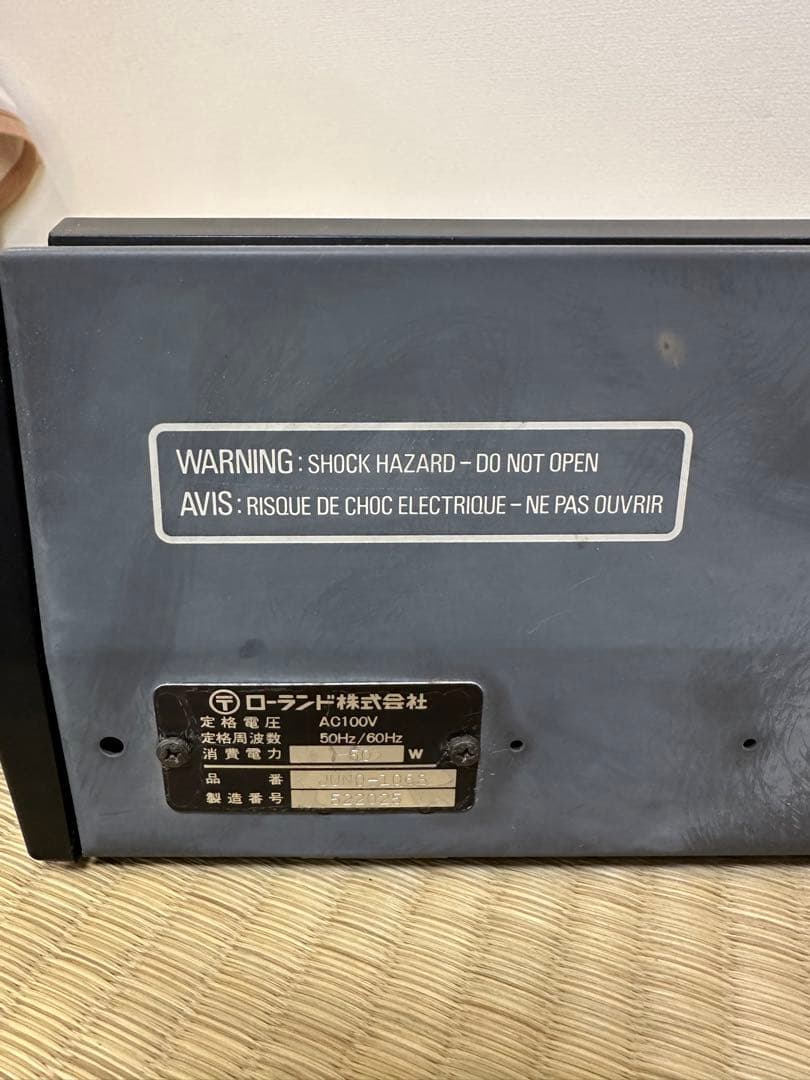 WARNING : SHOCK HAZARD – DO NOT OPEN
AVIS : RISQUE DE CHOC ELECTRIQUE – NE PAS OUVRIR
〶 ローランド株式会社
定格電圧 AC100V
定格周波数 50Hz/60Hz
消費電力 W
品番 JUNO-106S
製造番号 522025